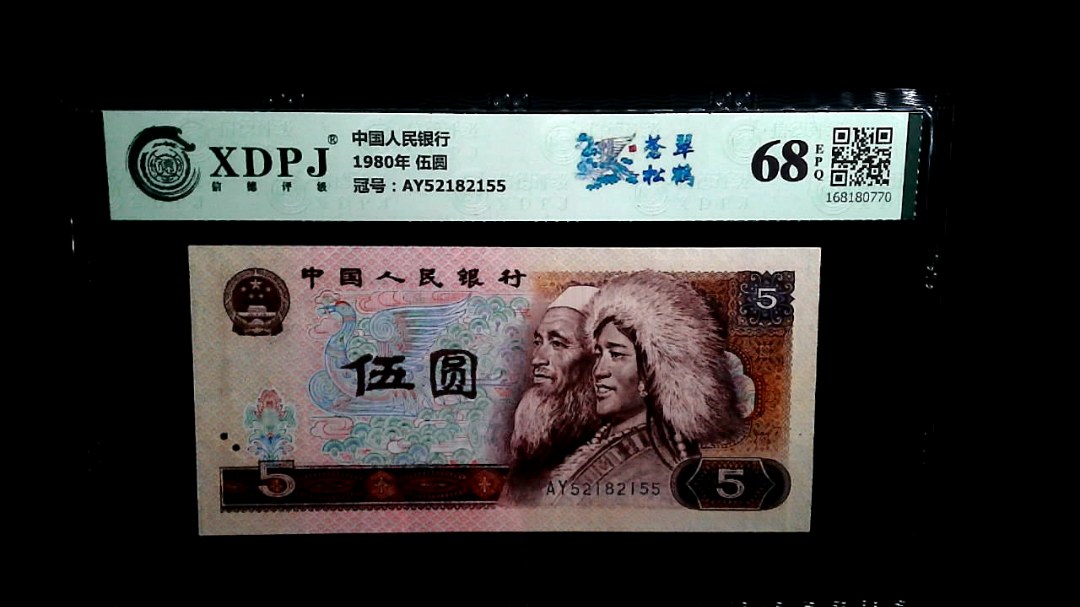 XDPJ®
信德评级
中国人民银行
1980年 伍圆
冠号：AY52182155
苍松
翠鹤
68
EPQ
168180770
中国人民银行
5
伍圆
5
AY52182155
5